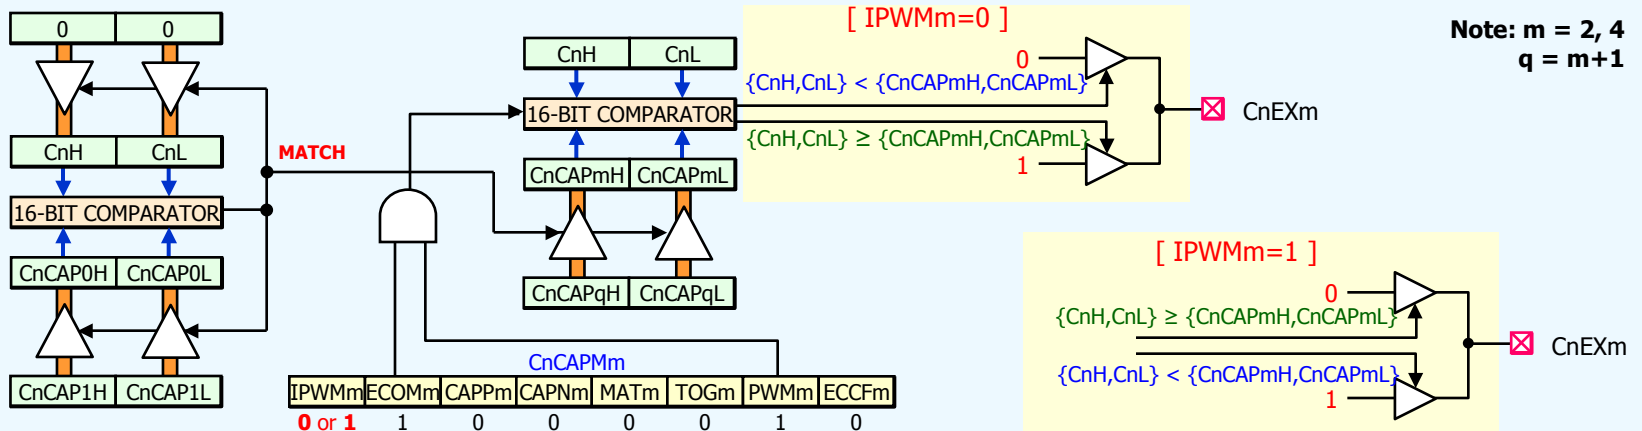 0 0
CnH CnL
16-BIT COMPARATOR
CnCAP0H CnCAP0L
CnCAP1H CnCAP1L
MATCH
CnH CnL
16-BIT COMPARATOR
CnCAPmH CnCAPmL
CnCAPqH CnCAPqL
CnCAPMm
IPWMm ECOMm CAPPm CAPNm MATm TOGm PWMm ECCFm
0 or 1 1 0 0 0 0 1 0
[ IPWMm=0 ]
0
{CnH,CnL} < {CnCAPmH,CnCAPmL}
{CnH,CnL} ≥ {CnCAPmH,CnCAPmL}
1
CnEXm
Note: m = 2, 4
q = m+1
[ IPWMm=1 ]
0
{CnH,CnL} ≥ {CnCAPmH,CnCAPmL}
{CnH,CnL} < {CnCAPmH,CnCAPmL}
1
CnEXm